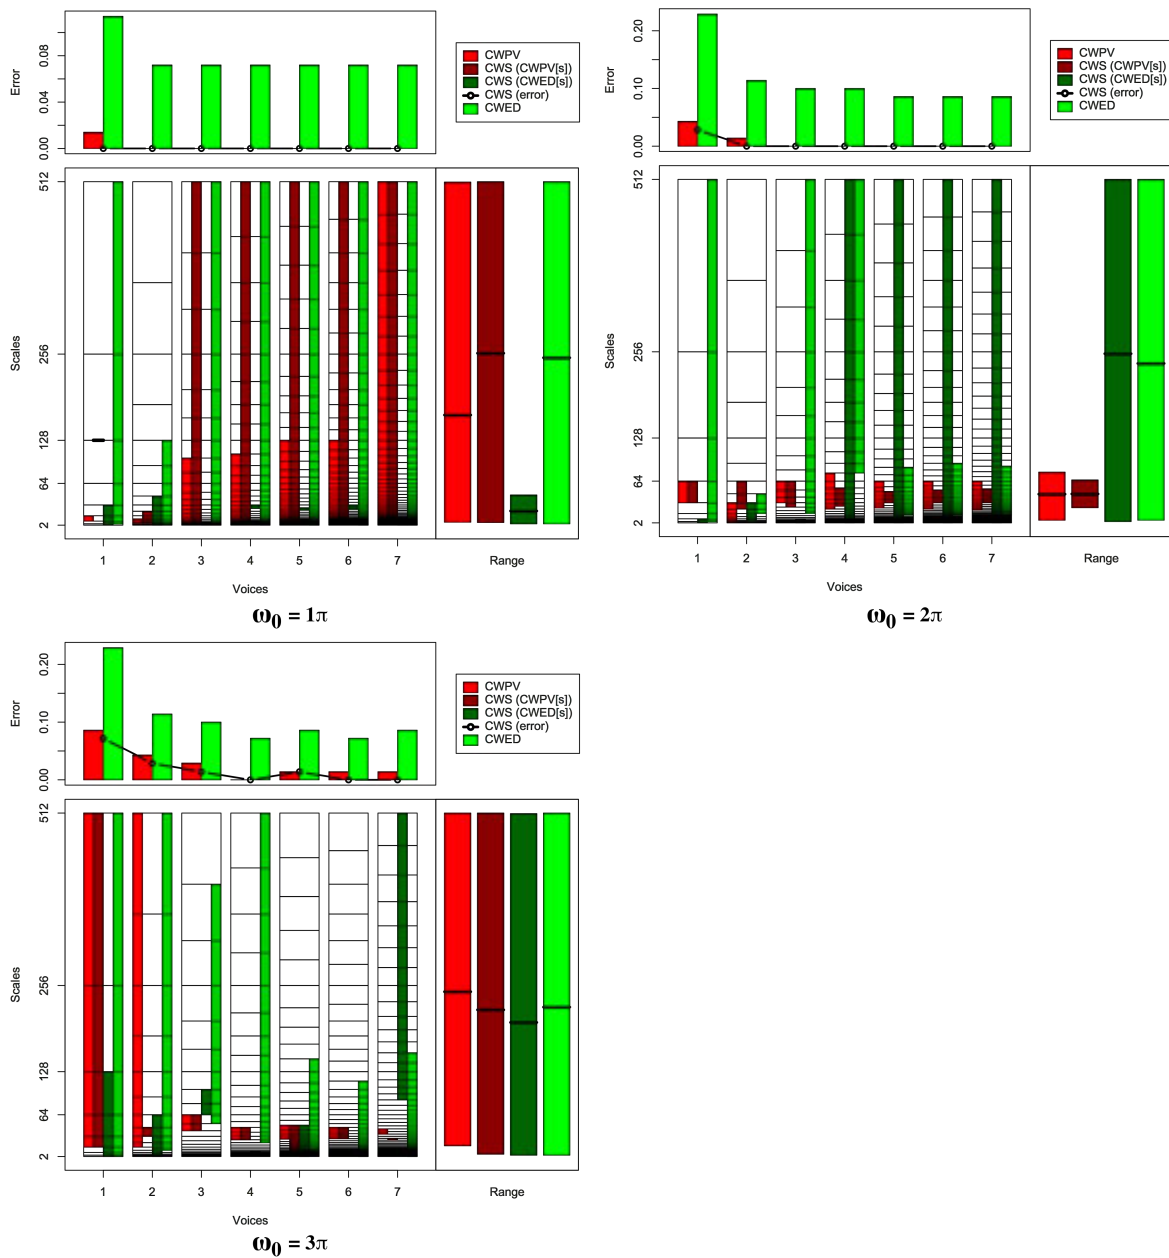 Error
0.00
0.04
0.08
CWPV
CWS (CWPV[s])
CWS (CWED[s])
CWS (error)
CWED
Scales
512
256
128
64
2
1 2 3 4 5 6 7
Range
Voices
ω0 = 1π
Error
0.00
0.10
0.20
CWPV
CWS (CWPV[s])
CWS (CWED[s])
CWS (error)
CWED
Scales
512
256
128
64
2
1 2 3 4 5 6 7
Range
Voices
ω0 = 2π
Error
0.00
0.10
0.20
CWPV
CWS (CWPV[s])
CWS (CWED[s])
CWS (error)
CWED
Scales
512
256
128
64
2
1 2 3 4 5 6 7
Range
Voices
ω0 = 3π